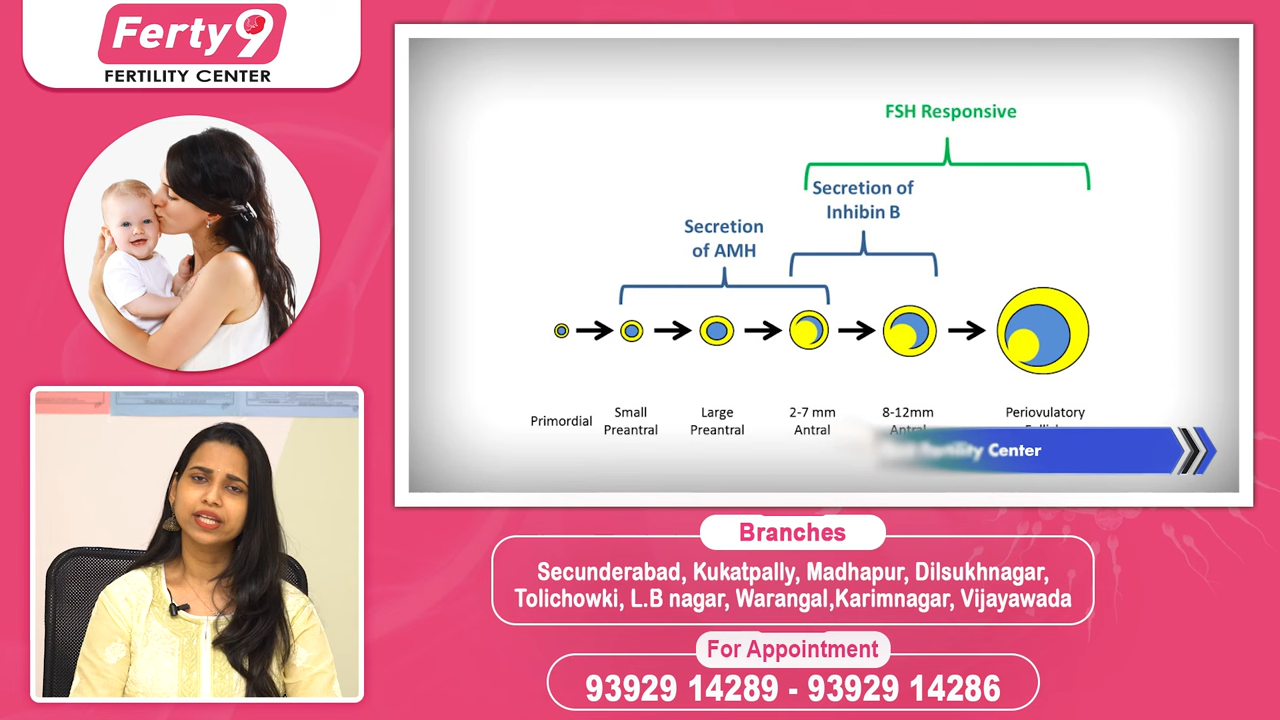 Ferty9
FERTILITY CENTER
FSH Responsive
Secretion of
Inhibin B
Secretion
of AMH
Primordial
Small
Preantral
Large
Preantral
2-7 mm
Antral
8-12mm
Antral
Periovulatory
Fertility Center
Branches
Secunderabad, Kukatpally, Madhapur, Dilsukhnagar,
Tolichowki, L.B nagar, Warangal,Karimnagar, Vijayawada
For Appointment
93929 14289 - 93929 14286